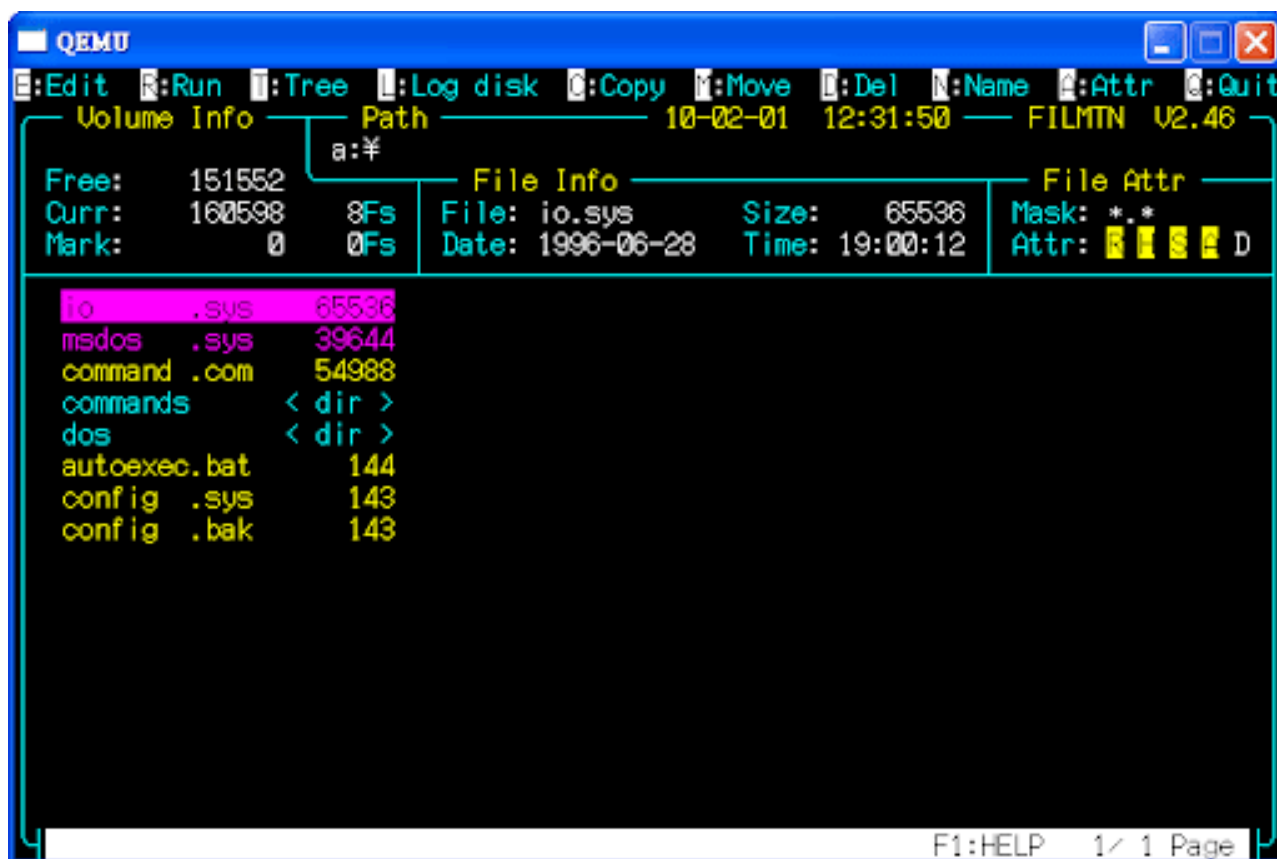 QEMU
E:Edit R:Run T:Tree L:Log disk C:Copy M:Move D:Del N:Name A:Attr Q:Quit
Volume Info Path 10-02-01 12:31:50 FILMTN V2.46
a:¥
Free: 151552 File Info File Attr
Curr: 160598 8Fs File: io.sys Size: 65536 Mask: *.*
Mark: 0 0Fs Date: 1996-06-28 Time: 19:00:12 Attr: R H S A D
io .sys 65536
msdos .sys 39644
command .com 54988
commands < dir >
dos < dir >
autoexec.bat 144
config .sys 143
config .bak 143
F1:HELP 1/ 1 Page